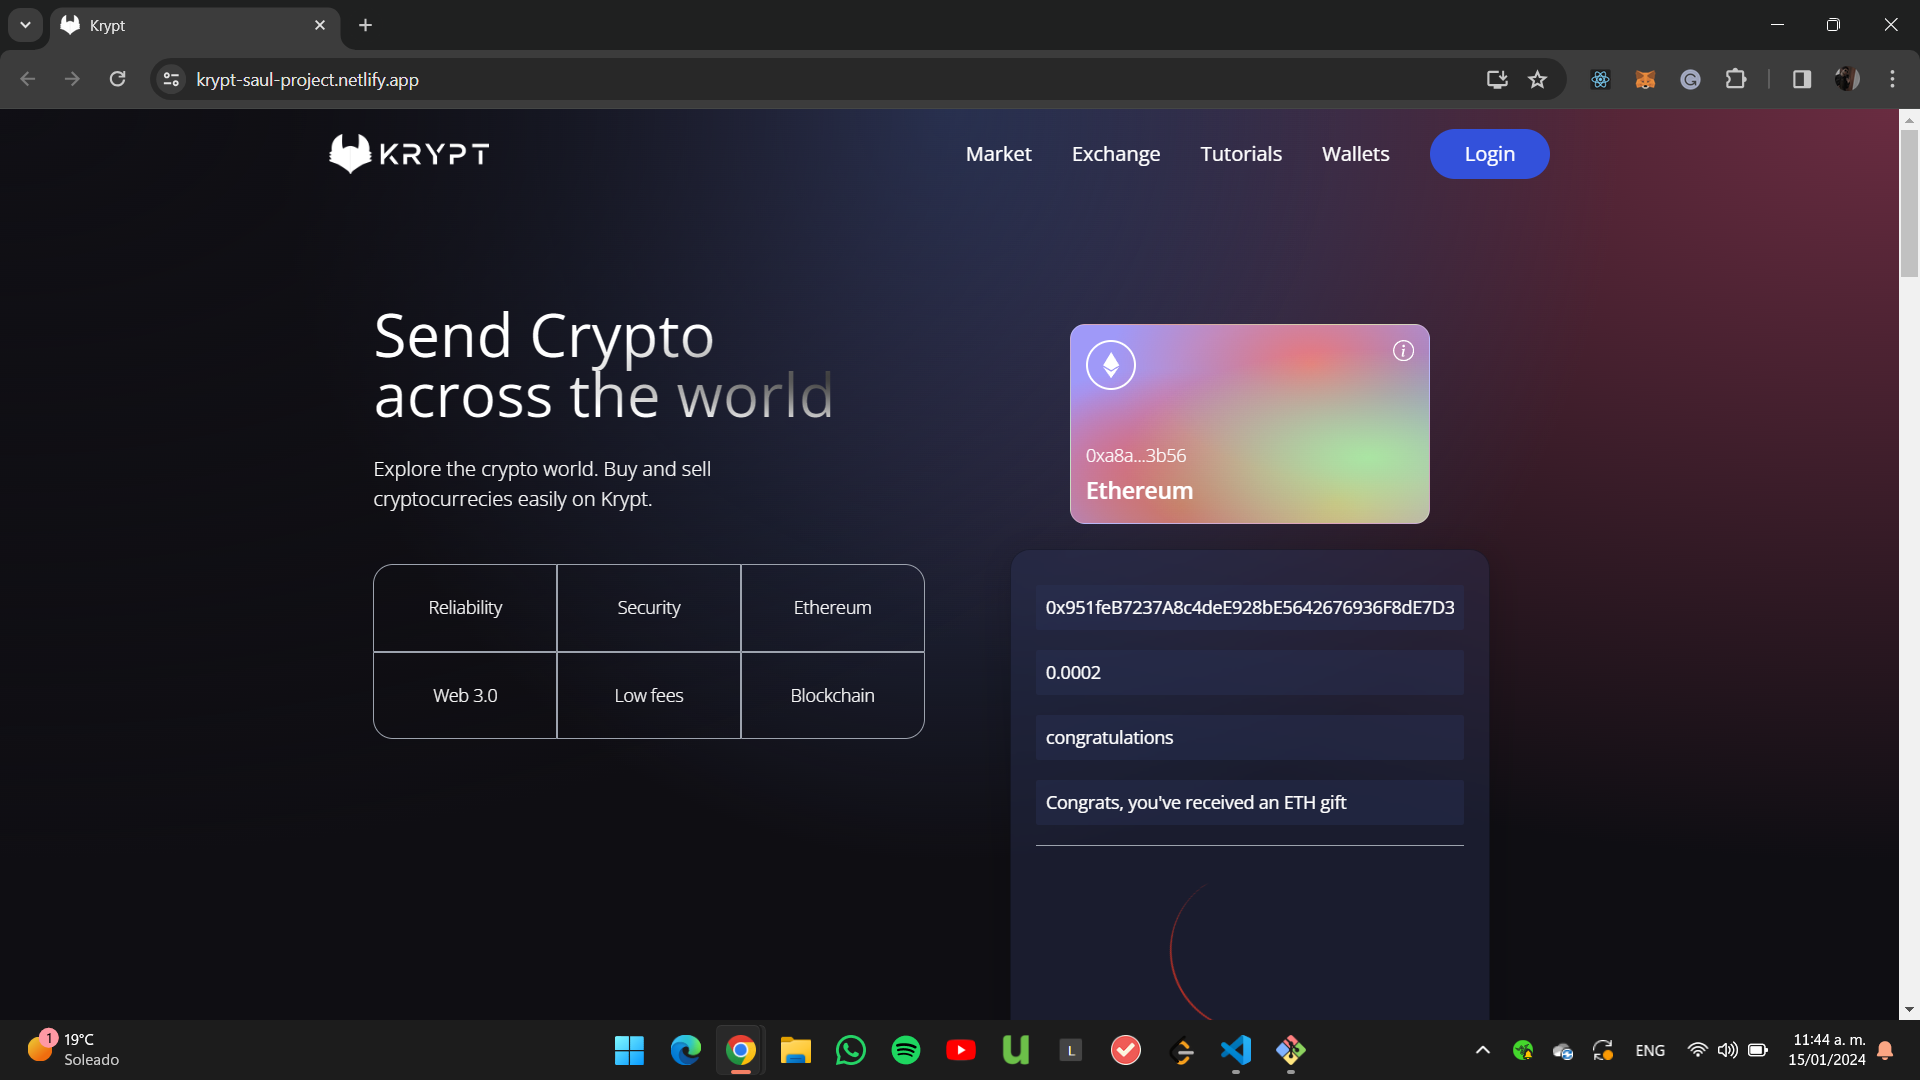 Krypt
krypt-saul-project.netlify.app
KRYPT
Market
Exchange
Tutorials
Wallets
Login
Send Crypto
across the world
Explore the crypto world. Buy and sell
cryptocurrecies easily on Krypt.
Reliability
Security
Ethereum
Web 3.0
Low fees
Blockchain
0xa8a...3b56
Ethereum
0x951feB7237A8c4deE928bE5642676936F8dE7D3
0.0002
congratulations
Congrats, you've received an ETH gift
1
19°C
Soleado
L
ENG
11:44 a. m.
15/01/2024